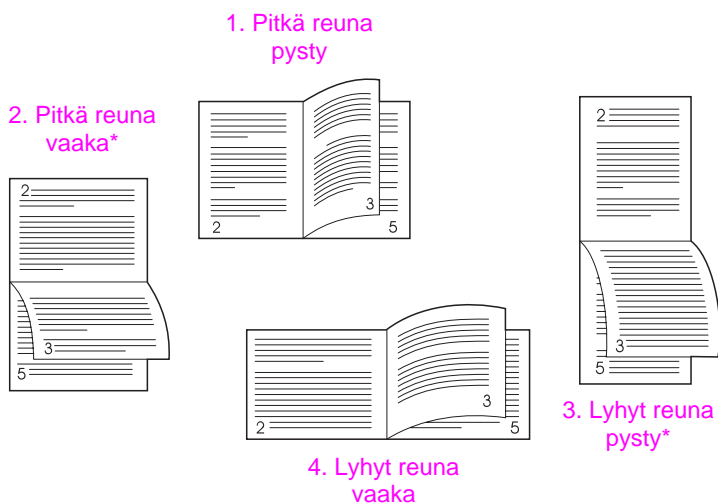 1. Pitkä reuna
pysty
2
3
5
2. Pitkä reuna
vaaka*
2
3
5
3. Lyhyt reuna
pysty*
2
3
5
4. Lyhyt reuna
vaaka
2
3
5